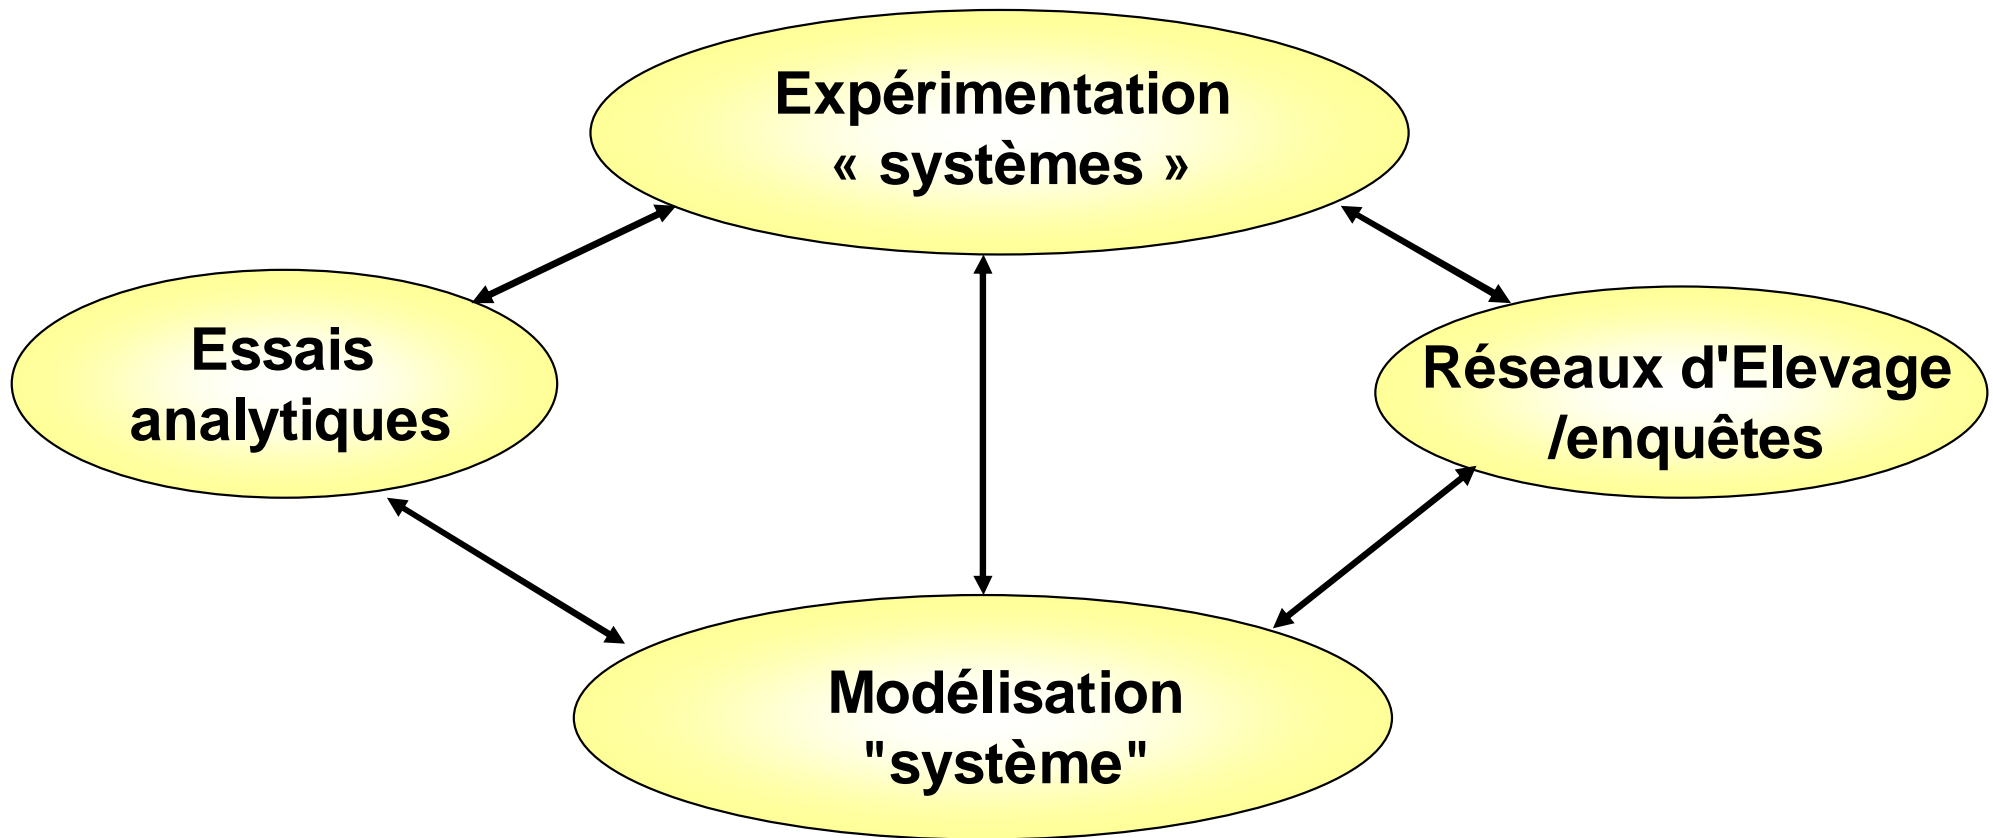 Expérimentation
« systèmes »
Essais
analytiques
Réseaux d'Elevage
/enquêtes
Modélisation
"système"